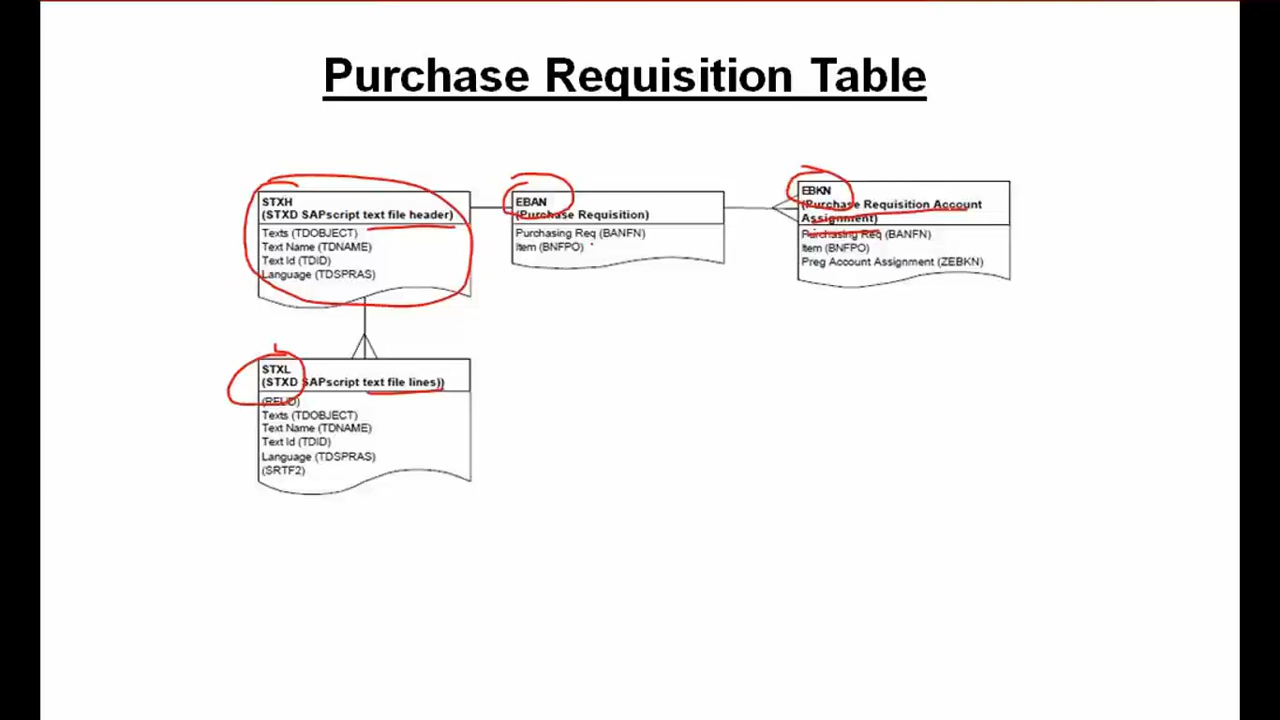 Purchase Requisition Table
STXH
(STXD SAPscript text file header)
Texts (TDOBJECT)
Text Name (TDNAME)
Text Id (TDID)
Language (TDSPRAS)
EBAN
(Purchase Requisition)
Purchasing Req (BANFN)
Item (BNFPO)
EBKN
(Purchase Requisition Account
Assignment)
Purchasing Req (BANFN)
Item (BNFPO)
Preg Account Assignment (ZEBKN)
STXL
(STXD SAPscript text file lines))
(RELID)
Texts (TDOBJECT)
Text Name (TDNAME)
Text Id (TDID)
Language (TDSPRAS)
(SRTF2)